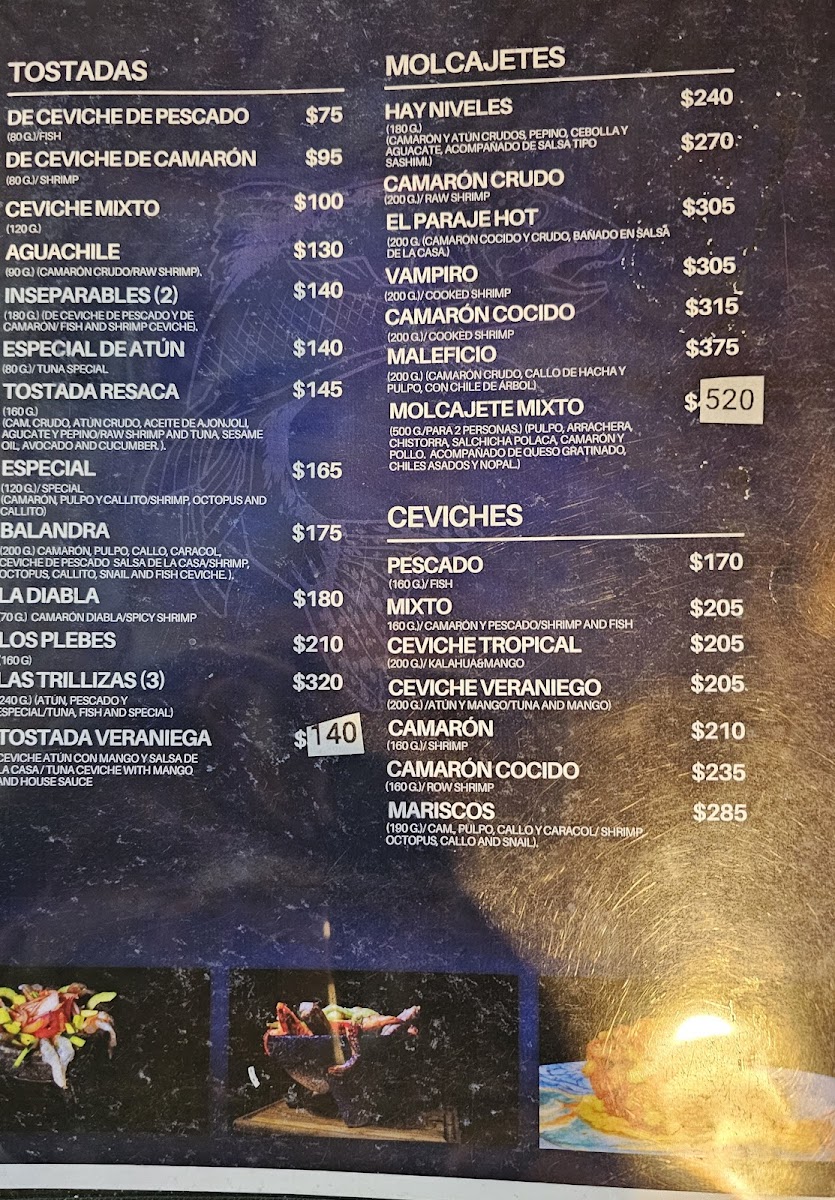 TOSTADAS
DE CEVICHE DE PESCADO $75
(80 G.)/FISH
DE CEVICHE DE CAMARÓN $95
(80 G.)/ SHRIMP
CEVICHE MIXTO $100
(120 G.)
AGUACHILE $130
(90 G.) (CAMARÓN CRUDO/RAW SHRIMP).
INSEPARABLES (2) $140
(180 G.) (DE CEVICHE DE PESCADO Y DE
CAMARÓN/ FISH AND SHRIMP CEVICHE).
ESPECIAL DE ATÚN $140
(80 G.)/ TUNA SPECIAL
TOSTADA RESACA $145
(160 G.)
(CAM. CRUDO, ATÚN CRUDO, ACEITE DE AJONJOLI,
AGUCATE Y PEPINO/RAW SHRIMP AND TUNA, SESAME
OIL, AVOCADO AND CUCUMBER, ).
ESPECIAL $165
(120 G.)/ SPECIAL
(CAMARÓN, PULPO Y CALLITO/SHRIMP, OCTOPUS AND
CALLITO)
BALANDRA $175
(200 G.) CAMARÓN, PULPO, CALLO, CARACOL,
CEVICHE DE PESCADO SALSA DE LA CASA/SHRIMP,
OCTOPUS, CALLITO, SNAIL AND FISH CEVICHE, ).
LA DIABLA $180
70 G.) CAMARÓN DIABLA/SPICY SHRIMP
LOS PLEBES $210
(160 G)
LAS TRILLIZAS (3) $320
240 G.) (ATÚN, PESCADO Y
ESPECIAL/TUNA, FISH AND SPECIAL)
TOSTADA VERANIEGA $140
CEVICHE ATÚN CON MANGO Y SALSA DE
LA CASA / TUNA CEVICHE WITH MANGO
AND HOUSE SAUCE
MOLCAJETES
HAY NIVELES $240
(180 G.)
(CAMARÓN Y ATÚN CRUDOS, PEPINO, CEBOLLA Y
AGUACATE, ACOMPAÑADO DE SALSA TIPO
SASHIMI.)
$270
CAMARÓN CRUDO
(200 G.)/ RAW SHRIMP
EL PARAJE HOT $305
(200 G. (CAMARON COCIDO Y CRUDO, BAÑADO EN SALSA
DE LA CASA.)
VAMPIRO $305
(200 G.)/ COOKED SHRIMP
CAMARÓN COCIDO $315
(200 G.)/ COOKED SHRIMP
MALEFICIO $375
(200 G.) (CAMARÓN CRUDO, CALLO DE HACHA Y
PULPO, CON CHILE DE ÁRBOL)
MOLCAJETE MIXTO $520
(500 G./PARA 2 PERSONAS.) (PULPO, ARRACHERA,
CHISTORRA, SALCHICHA POLACA, CAMARÓN Y
POLLO. ACOMPAÑADO DE QUESO GRATINADO,
CHILES ASADOS Y NOPAL.)
CEVICHES
PESCADO $170
(160 G.)/ FISH
MIXTO $205
160 G.)/ CAMARÓN Y PESCADO/SHRIMP AND FISH
CEVICHE TROPICAL $205
(200 G.)/ KALAHUA&MANGO
CEVICHE VERANIEGO $205
(200 G.) /ATÚN Y MANGO/TUNA AND MANGO)
CAMARÓN $210
(160 G.)/ SHRIMP
CAMARÓN COCIDO $235
(160 G.)/ ROW SHRIMP
MARISCOS $285
(190 G.)/ CAM., PULPO, CALLO Y CARACOL/ SHRIMP,
OCTOPUS, CALLO AND SNAIL).